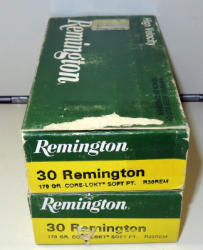 Remington
High Velocity
Remington
30 Remington
170 GR. CORE-LOKT SOFT PT. R30REM
Remington
30 Remington
170 GR. CORE-LOKT SOFT PT. R30REM